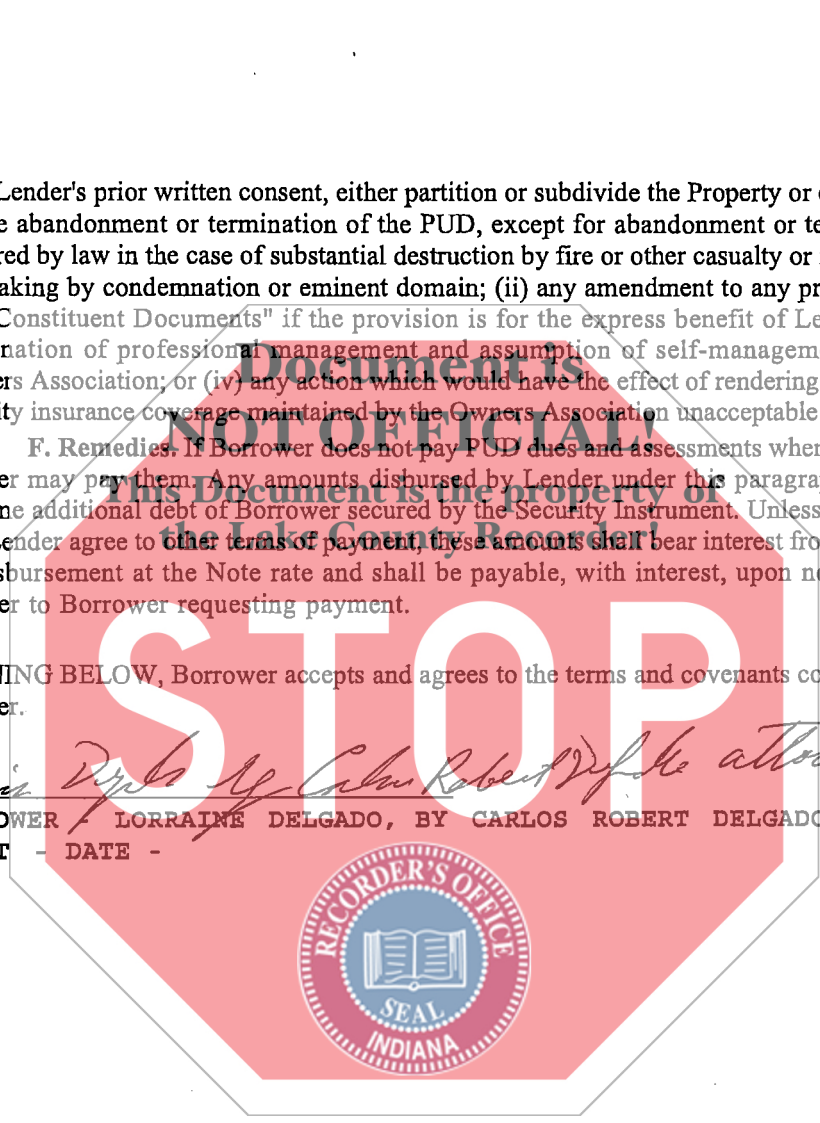 Lender's prior written consent, either partition or subdivide the Property or
e abandonment or termination of the PUD, except for abandonment or te
red by law in the case of substantial destruction by fire or other casualty or
aking by condemnation or eminent domain; (ii) any amendment to any pr
Constituent Documents" if the provision is for the express benefit of Le
nation of professional management and assumption of self-managem
Document is
ers Association; or (iv) any action which would have the effect of rendering
ity insurance coverage maintained by the Owners Association unacceptable
NOT OFFICIAL!
F. Remedies. If Borrower does not pay PUD dues and assessments when
er may pay them. Any amounts disbursed by Lender under this paragra
This Document is the property of
ne additional debt of Borrower secured by the Security Instrument. Unless
ender agree to other terms of payment, these amounts shall bear interest fro
the Lake County Recorder!
sbursement at the Note rate and shall be payable, with interest, upon no
er to Borrower requesting payment.
STOP
NING BELOW, Borrower accepts and agrees to the terms and covenants co
er.
Carlos Robert Delgado
OWER - LORRAINE DELGADO, BY CARLOS ROBERT DELGADO
T - DATE -
RECORDER'S OFFICE
SEAL
INDIANA